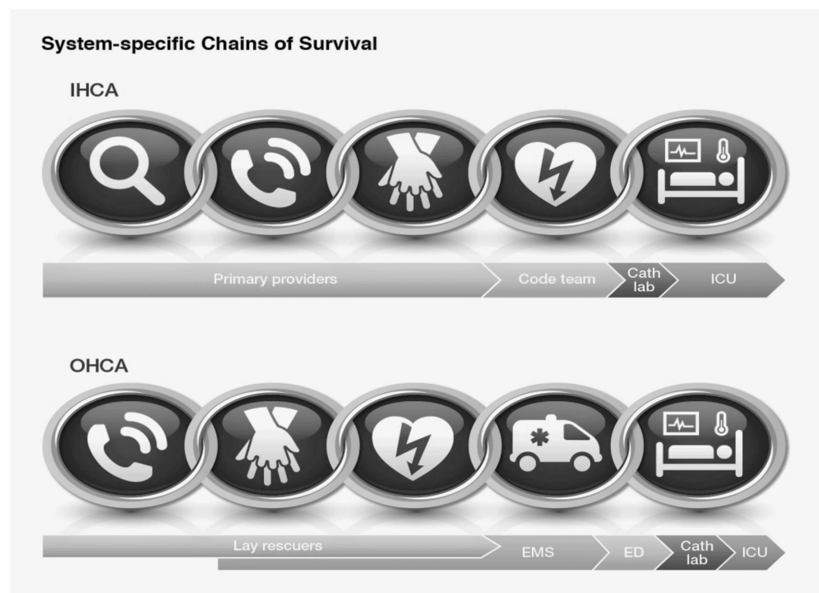 System-specific Chains of Survival
IHCA
Primary providers
Code team
Cath
lab
ICU
OHCA
Lay rescuers
EMS
ED
Cath
lab
ICU